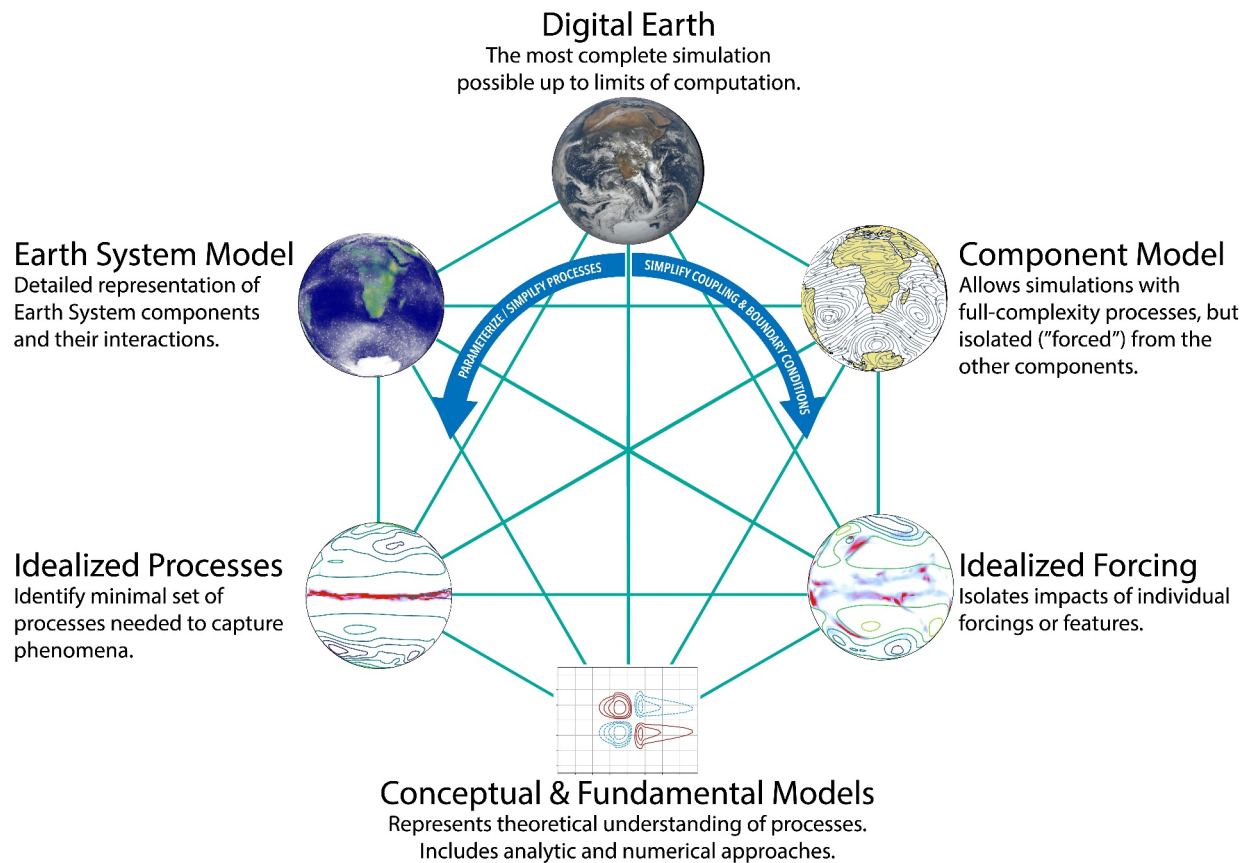 Digital Earth
The most complete simulation
possible up to limits of computation.
Earth System Model
Detailed representation of
Earth System components
and their interactions.
PARAMETERIZE / SIMPILFY PROCESSES
SIMPLIFY COUPLING & BOUNDARY CONDITIONS
Component Model
Allows simulations with
full-complexity processes, but
isolated (”forced”) from the
other components.
Idealized Processes
Identify minimal set of
processes needed to capture
phenomena.
Idealized Forcing
Isolates impacts of individual
forcings or features.
Conceptual & Fundamental Models
Represents theoretical understanding of processes.
Includes analytic and numerical approaches.